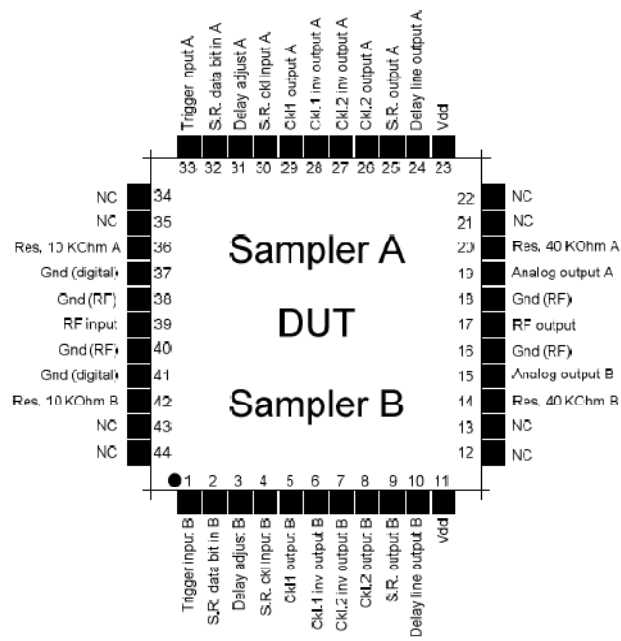 Trigger input A
S.R. data bit in A
Delay adjust A
S.R. ckl input A
Ckl1 output A
Ckl.1 inv output A
Ckl.2 inv output A
Ckl.2 output A
S.R. output A
Delay line output A
Vdd
33 32 31 30 29 28 27 26 25 24 23
NC 34
NC 35
Res, 10 KOhm A 36
Gnd (digital) 37
Gnd (RF) 38
RF input 39
Gnd (RF) 40
Gnd (digital) 41
Res, 10 KOhm B 42
NC 43
NC 44
Sampler A
DUT
Sampler B
22 NC
21 NC
20 Res, 40 KOhm A
19 Analog output A
18 Gnd (RF)
17 RF output
16 Gnd (RF)
15 Analog output B
14 Res, 40 KOhm B
13 NC
12 NC
1 2 3 4 5 6 7 8 9 10 11
Trigger input B
S.R. data bit in B
Delay adjust B
S.R. ckl input B
Ckl1 output B
Ckl.1 inv output B
Ckl.2 inv output B
Ckl.2 output B
S.R. output B
Delay line output B
Vdd